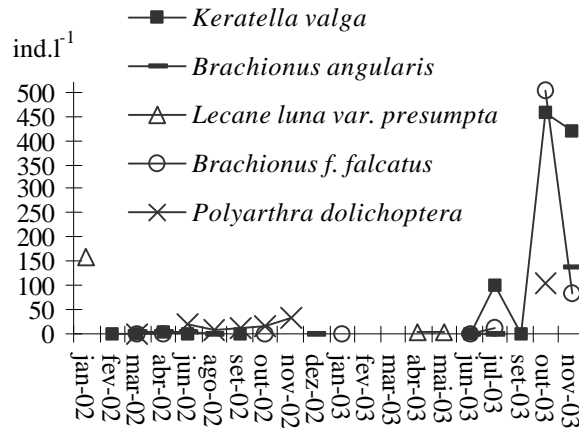 Keratella valga
ind.l-1
Brachionus angularis
Lecane luna var. presumpta
Brachionus f. falcatus
Polyarthra dolichoptera
500
450
400
350
300
250
200
150
100
50
0
jan-02
fev-02
mar-02
abr-02
jun-02
ago-02
set-02
out-02
nov-02
dez-02
jan-03
fev-03
mar-03
abr-03
mai-03
jun-03
jul-03
set-03
out-03
nov-03